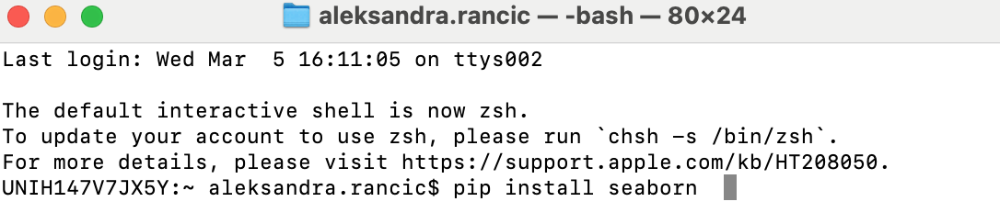 aleksandra.rancic — -bash — 80×24
Last login: Wed Mar  5 16:11:05 on ttys002
The default interactive shell is now zsh.
To update your account to use zsh, please run `chsh -s /bin/zsh`.
For more details, please visit https://support.apple.com/kb/HT208050.
UNIH147V7JX5Y:~ aleksandra.rancic$ pip install seaborn